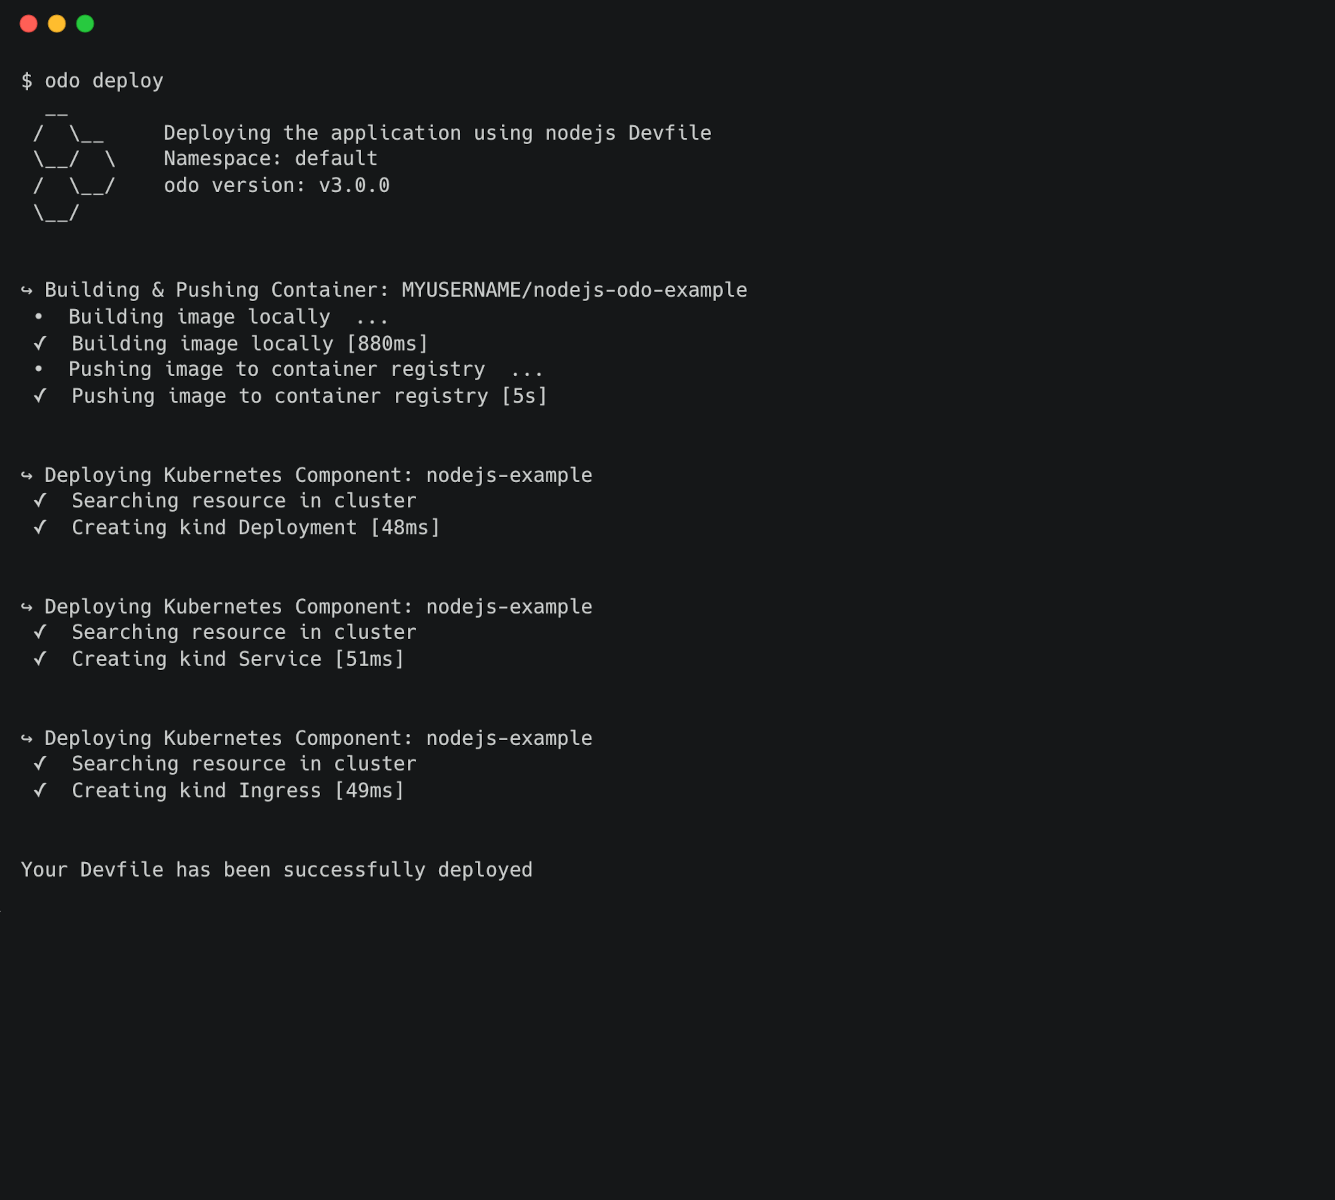 $ odo deploy
  __
 /  \__     Deploying the application using nodejs Devfile
 \__/  \    Namespace: default
 /  \__/    odo version: v3.0.0
 \__/

↪ Building & Pushing Container: MYUSERNAME/nodejs-odo-example
 •  Building image locally  ...
 ✓  Building image locally [880ms]
 •  Pushing image to container registry  ...
 ✓  Pushing image to container registry [5s]

↪ Deploying Kubernetes Component: nodejs-example
 ✓  Searching resource in cluster
 ✓  Creating kind Deployment [48ms]

↪ Deploying Kubernetes Component: nodejs-example
 ✓  Searching resource in cluster
 ✓  Creating kind Service [51ms]

↪ Deploying Kubernetes Component: nodejs-example
 ✓  Searching resource in cluster
 ✓  Creating kind Ingress [49ms]

Your Devfile has been successfully deployed